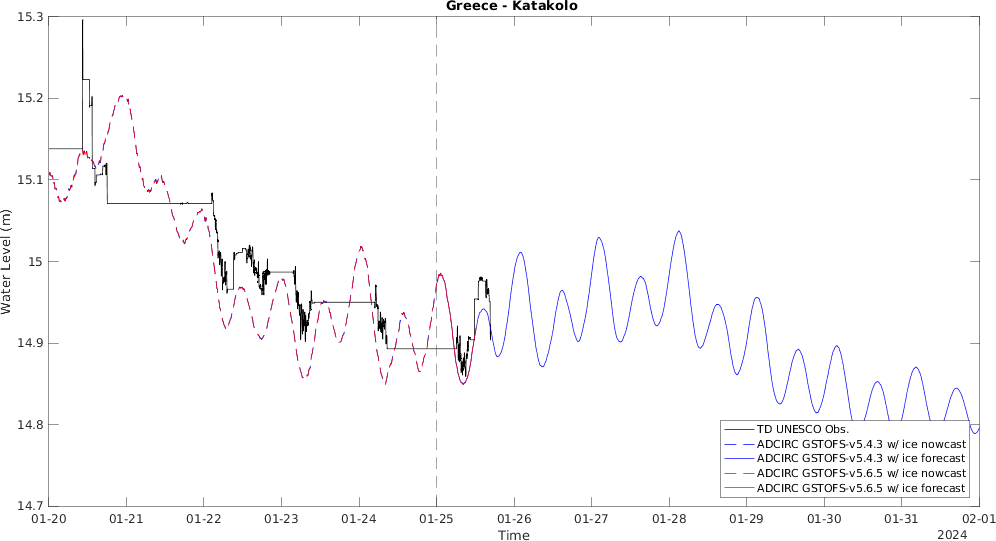 Greece - Katakolo
15.3
15.2
15.1
15
14.9
14.8
14.7
Water Level (m)
TD UNESCO Obs.
ADCIRC GSTOFS-v5.4.3 w/ ice nowcast
ADCIRC GSTOFS-v5.4.3 w/ ice forecast
ADCIRC GSTOFS-v5.6.5 w/ ice nowcast
ADCIRC GSTOFS-v5.6.5 w/ ice forecast
01-20 01-21 01-22 01-23 01-24 01-25 01-26 01-27 01-28 01-29 01-30 01-31 02-01
Time
2024